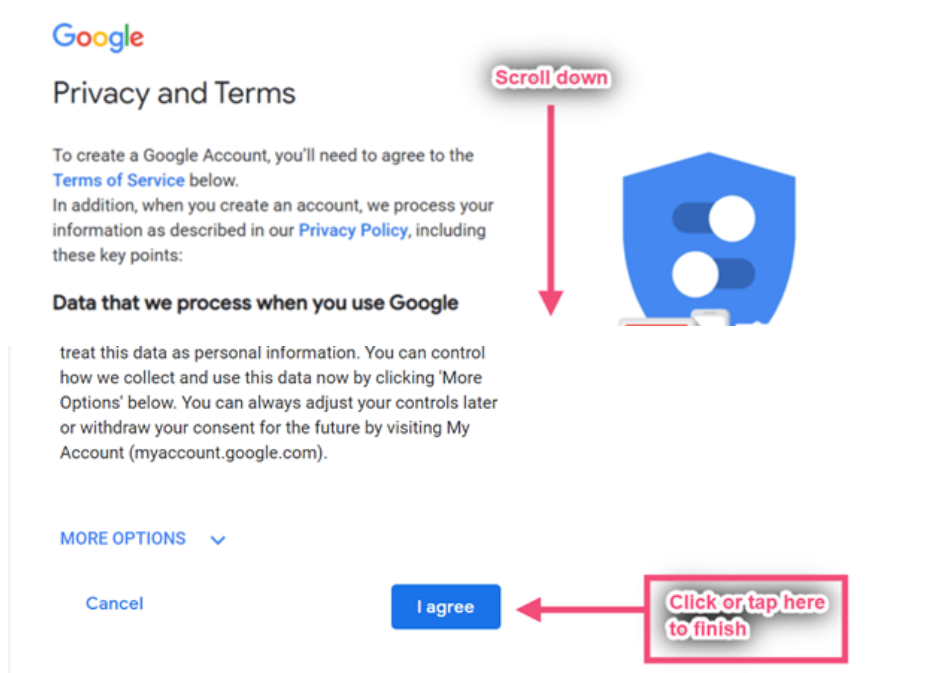 Google
Scroll down
Privacy and Terms
To create a Google Account, you'll need to agree to the
Terms of Service below.
In addition, when you create an account, we process your
information as described in our Privacy Policy, including
these key points:
Data that we process when you use Google
treat this data as personal information. You can control
how we collect and use this data now by clicking 'More
Options' below. You can always adjust your controls later
or withdraw your consent for the future by visiting My
Account (myaccount.google.com).
MORE OPTIONS
Cancel
I agree
Click or tap here
to finish